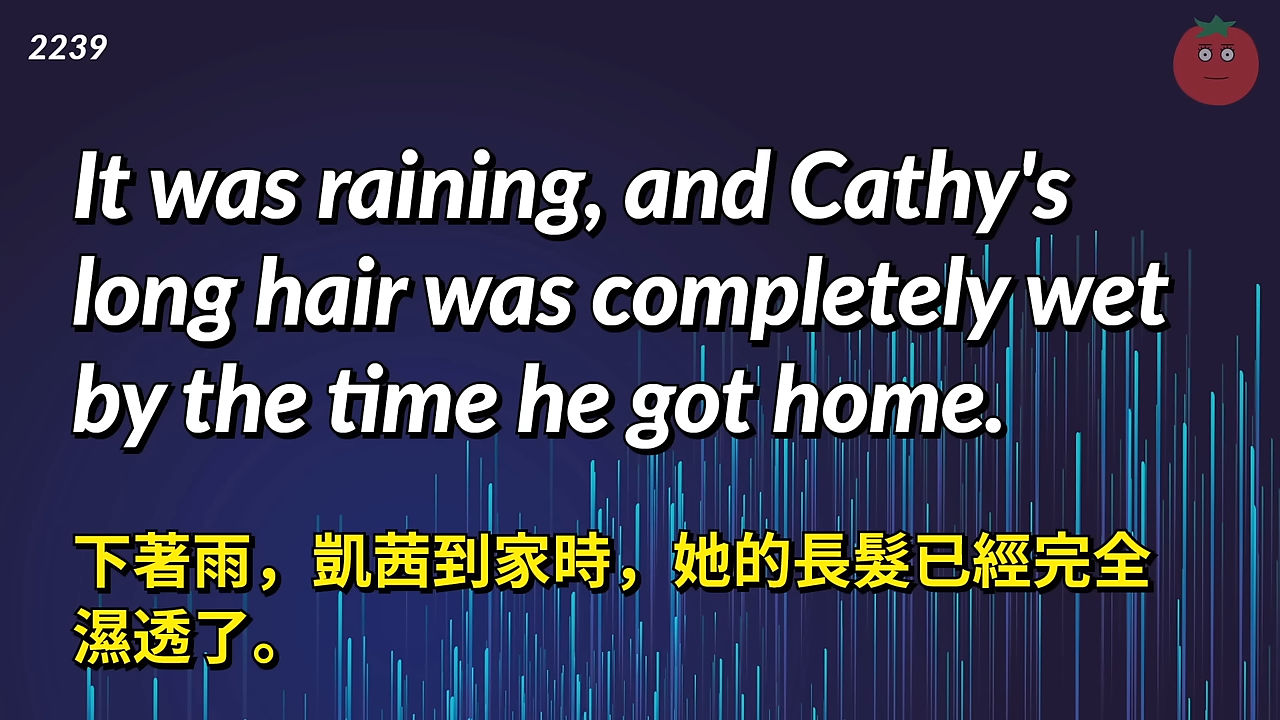 2239
It was raining, and Cathy's
long hair was completely wet
by the time he got home.
下著雨，凱茜到家時，她的長髮已經完全
濕透了。